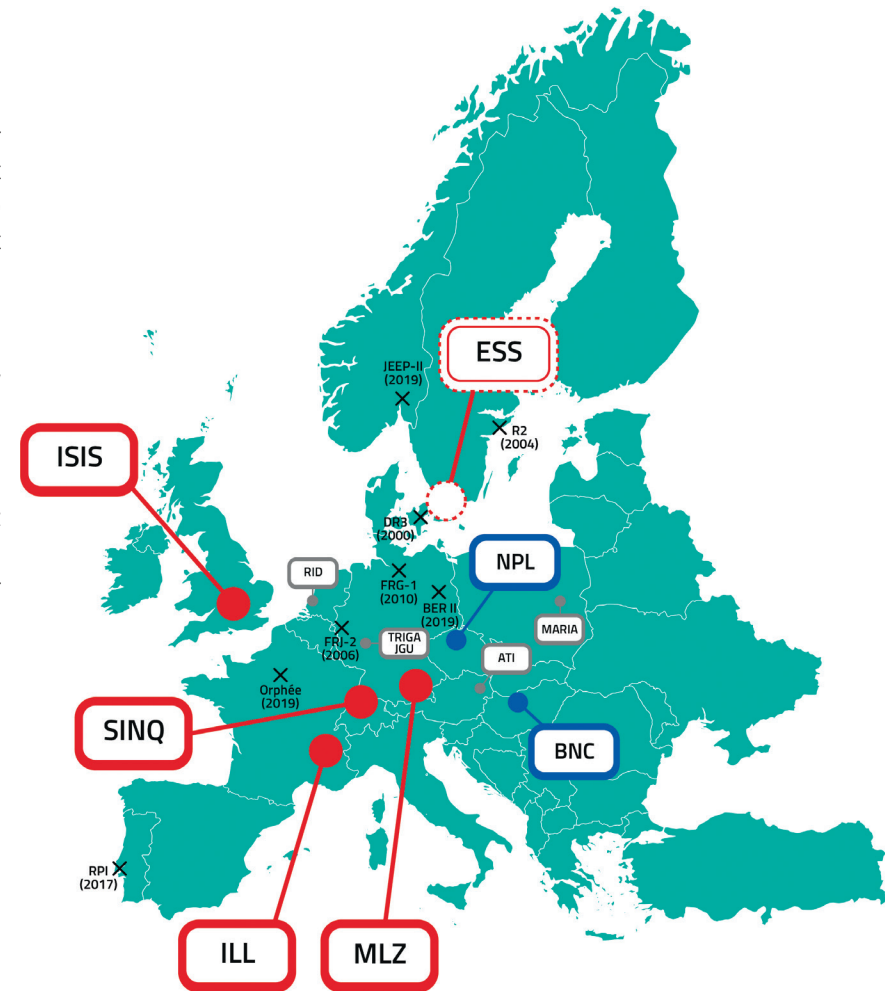 JEEP-II
(2019)
ESS
R2
(2004)
ISIS
DR3
(2000)
NPL
RID
FRG-1
(2010)
BER II
(2019)
MARIA
FRJ-2
(2006)
TRIGA
JGU
ATI
Orphée
(2019)
SINQ
BNC
RPI
(2017)
ILL
MLZ